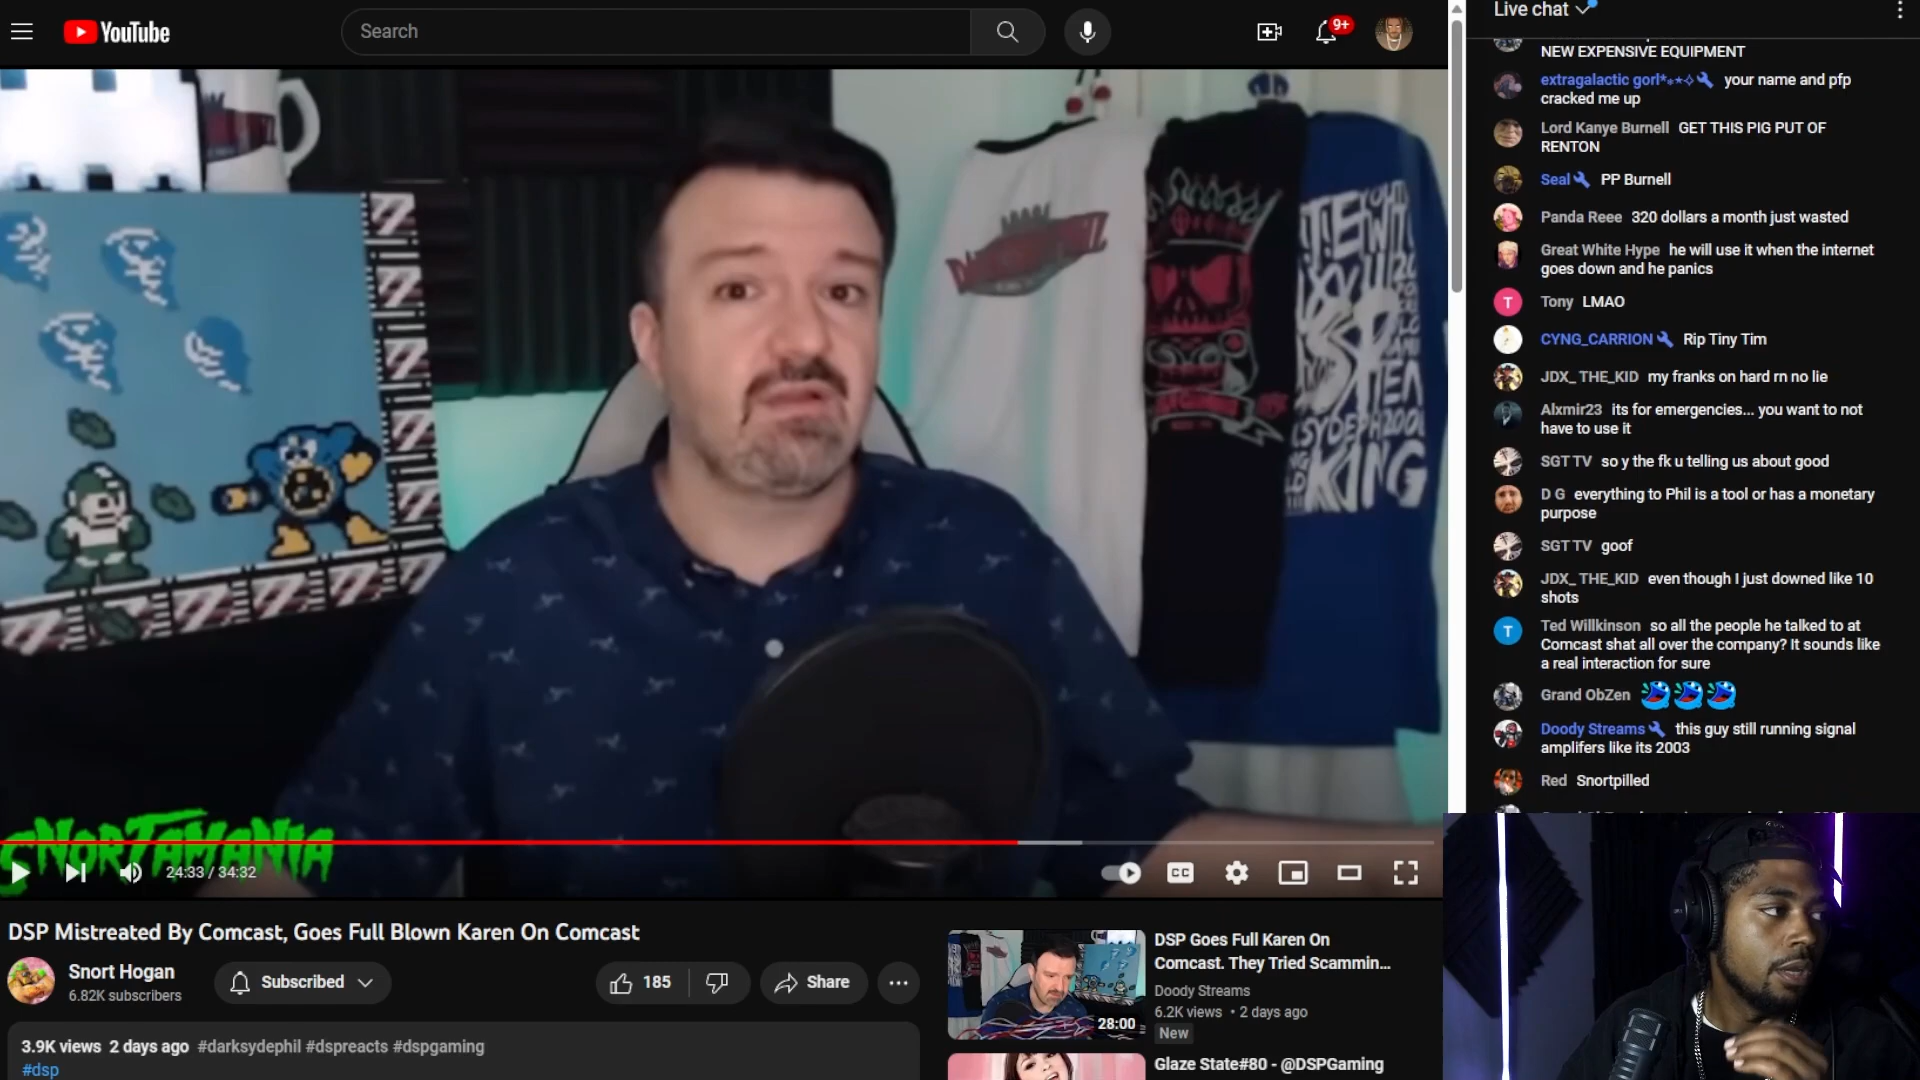 YouTube
Search
9+
KING
SNORTAMANIA
24:33 / 34:32
CC
DSP Mistreated By Comcast, Goes Full Blown Karen On Comcast
Snort Hogan
6.82K subscribers
Subscribed
185
Share
3.9K views 2 days ago #darksydephil #dspreacts #dspgaming
#dsp
28:00
DSP Goes Full Karen On
Comcast. They Tried Scammin...
Doody Streams
6.2K views • 2 days ago
New
Glaze State#80 - @DSPGaming
Live chat
NEW EXPENSIVE EQUIPMENT
extragalactic gorl*⁎⋆✧ your name and pfp
cracked me up
Lord Kanye Burnell GET THIS PIG PUT OF
RENTON
Seal PP Burnell
Panda Reee 320 dollars a month just wasted
Great White Hype he will use it when the internet
goes down and he panics
T
Tony LMAO
CYNG_CARRION Rip Tiny Tim
JDX_ THE_KID my franks on hard rn no lie
Alxmir23 its for emergencies... you want to not
have to use it
SGT TV so y the fk u telling us about good
D G everything to Phil is a tool or has a monetary
purpose
SGT TV goof
JDX_ THE_KID even though I just downed like 10
shots
T
Ted Willkinson so all the people he talked to at
Comcast shat all over the company? It sounds like
a real interaction for sure
Grand ObZen
Doody Streams this guy still running signal
amplifers like its 2003
Red Snortpilled